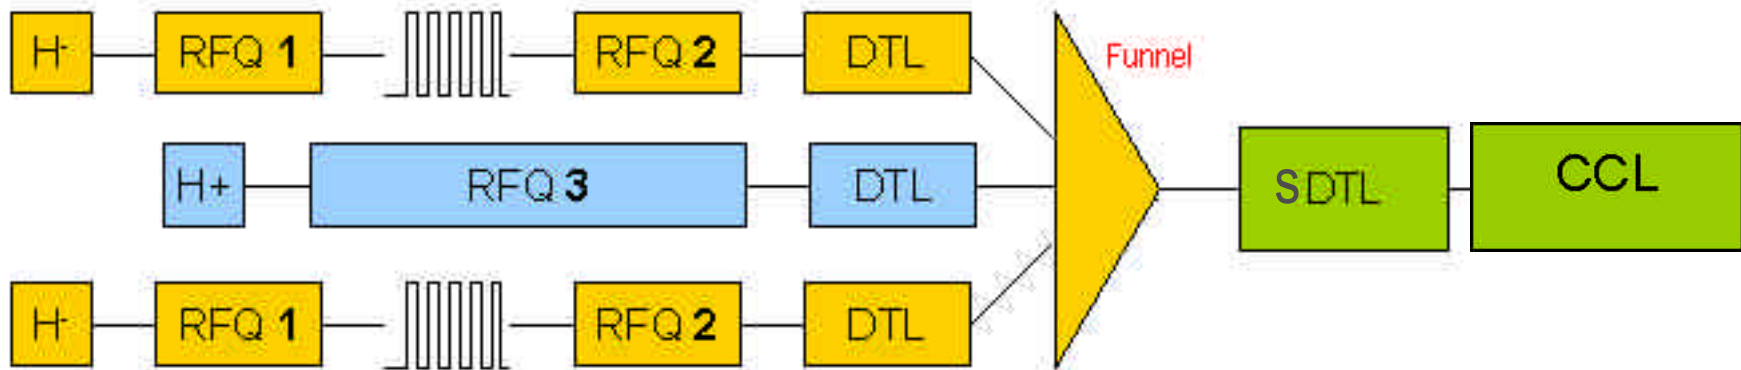 H- RFQ 1 RFQ 2 DTL
Funnel
H+ RFQ 3 DTL SDTL CCL
H- RFQ 1 RFQ 2 DTL